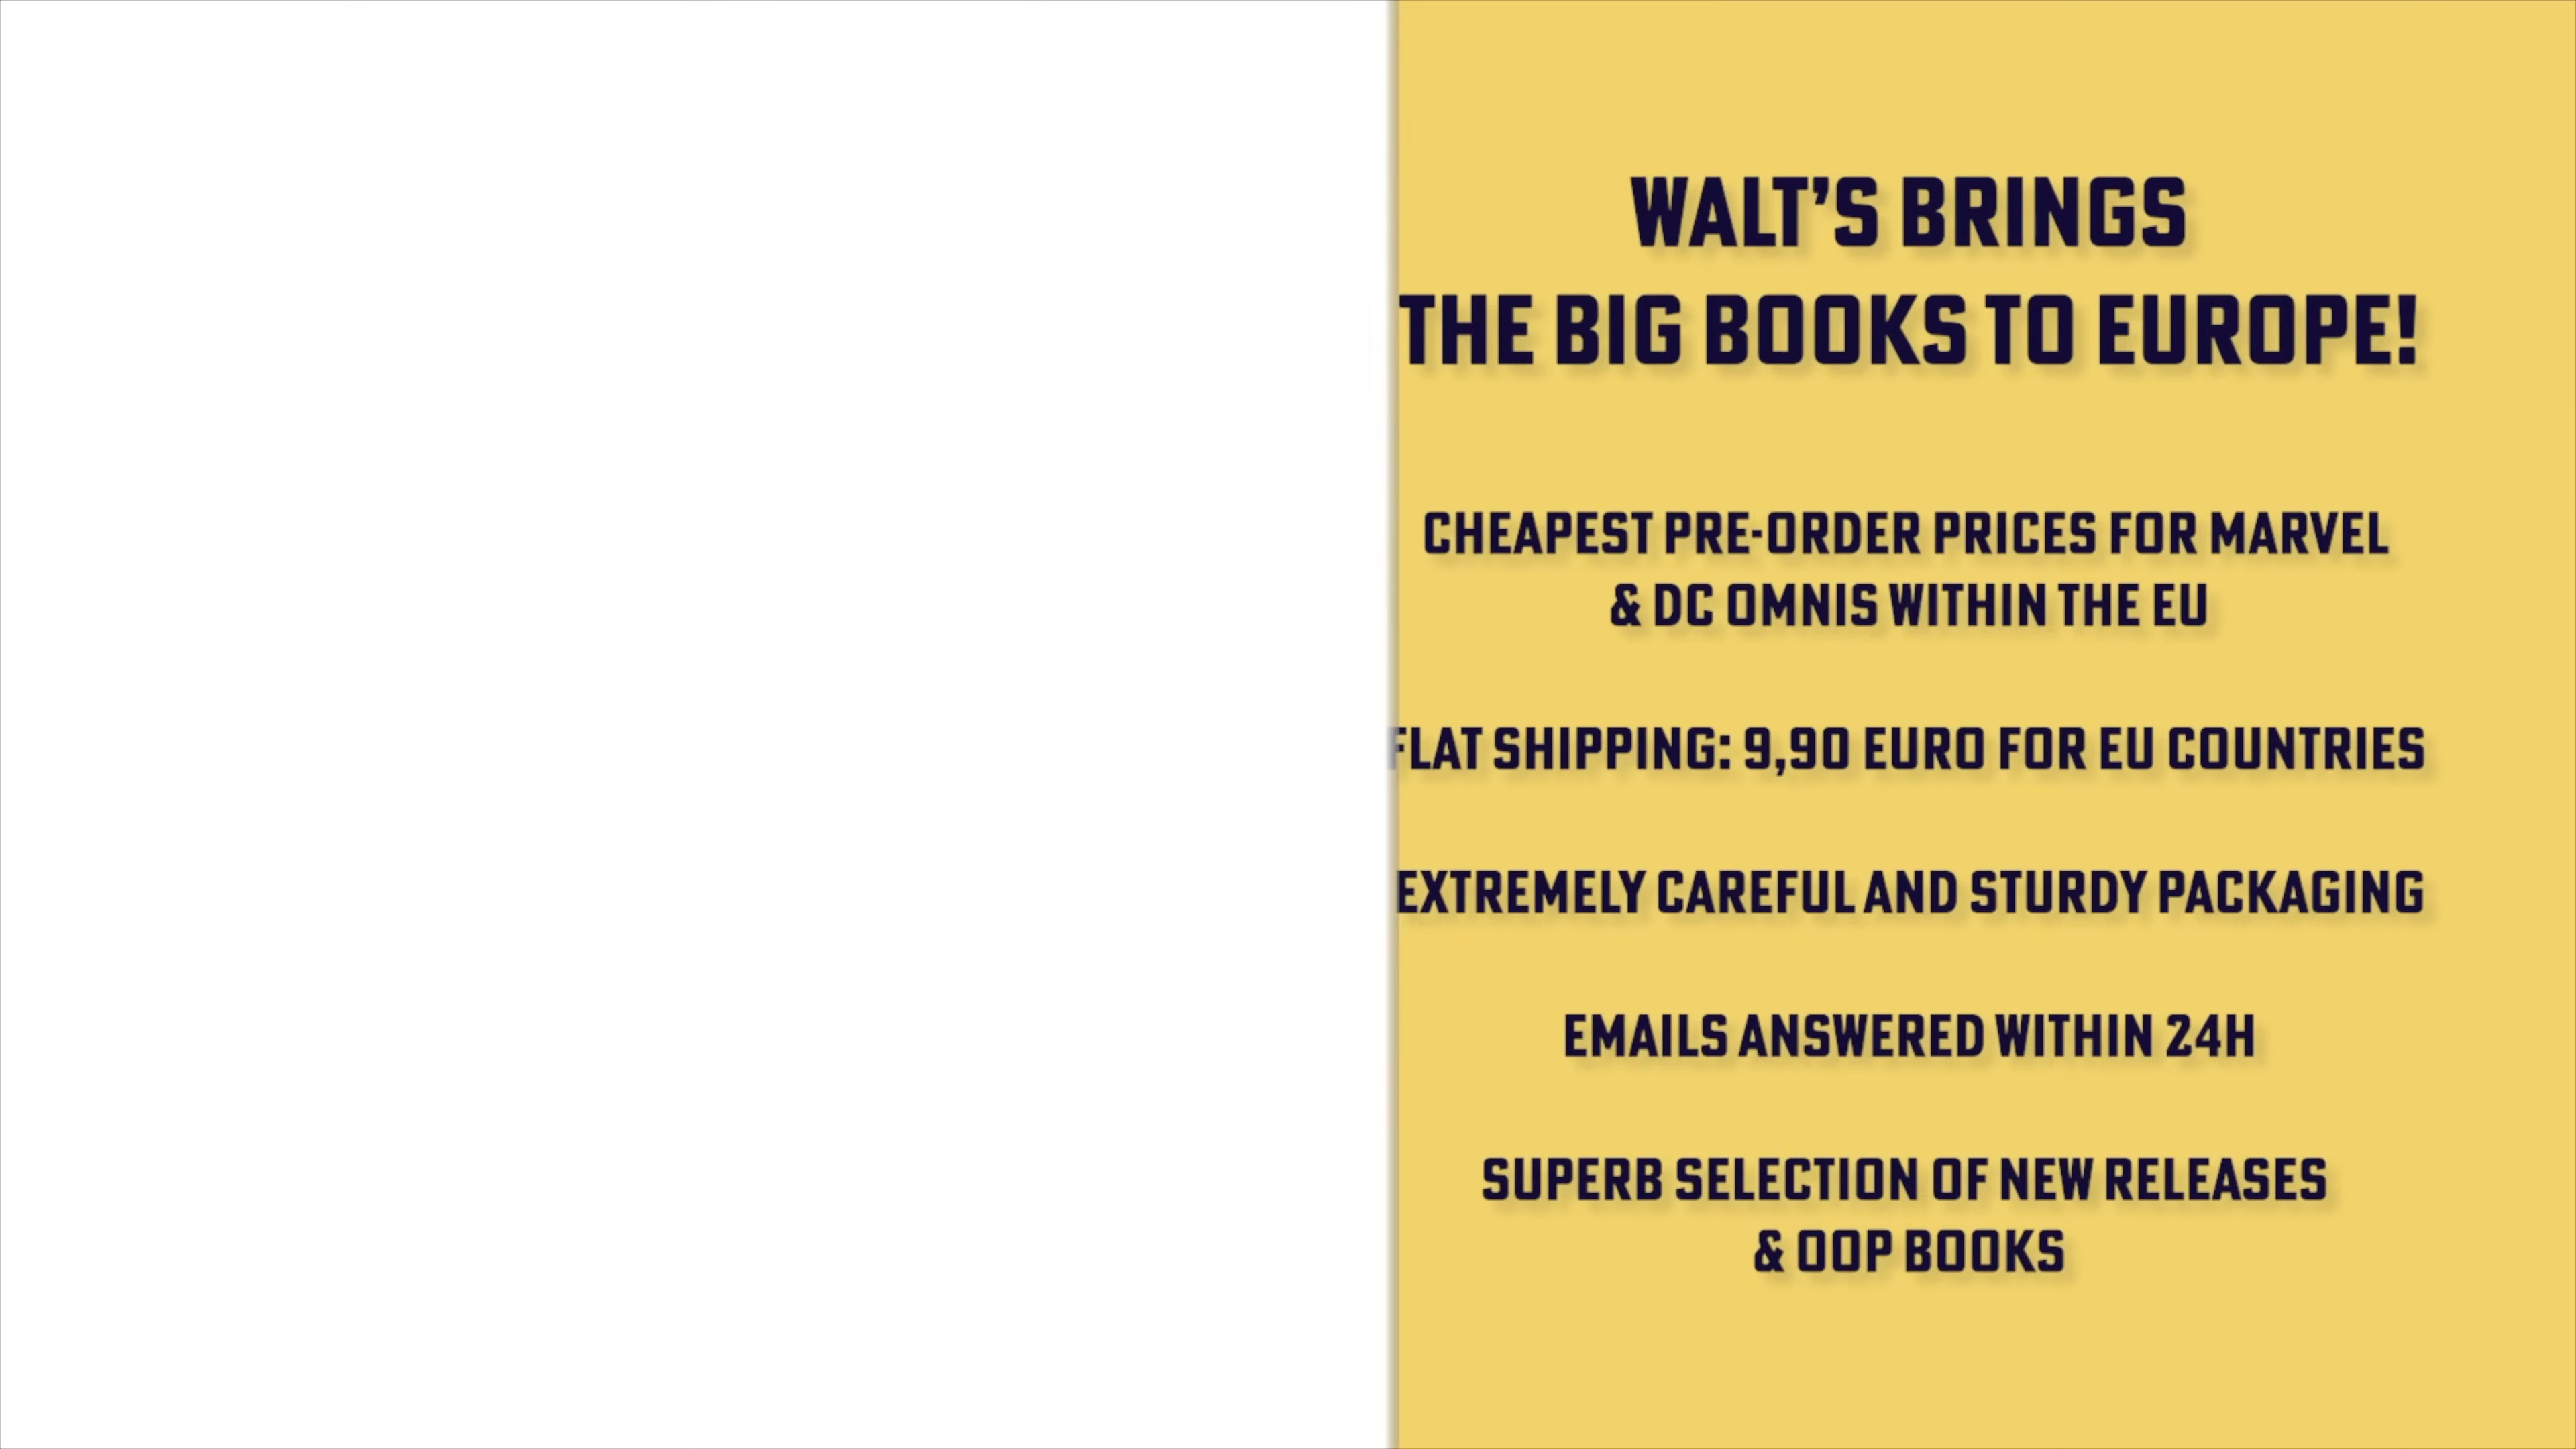 WALT’S BRINGS
THE BIG BOOKS TO EUROPE!
CHEAPEST PRE-ORDER PRICES FOR MARVEL
& DC OMNIS WITHIN THE EU
FLAT SHIPPING: 9,90 EURO FOR EU COUNTRIES
EXTREMELY CAREFUL AND STURDY PACKAGING
EMAILS ANSWERED WITHIN 24H
SUPERB SELECTION OF NEW RELEASES
& OOP BOOKS